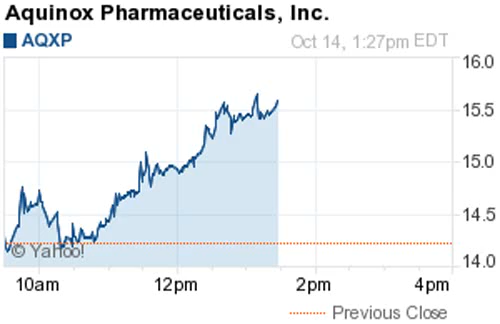 Aquinox Pharmaceuticals, Inc.
AQXP Oct 14, 1:27pm EDT
16.0
15.5
15.0
14.5
14.0
© Yahoo!
10am 12pm 2pm 4pm
Previous Close